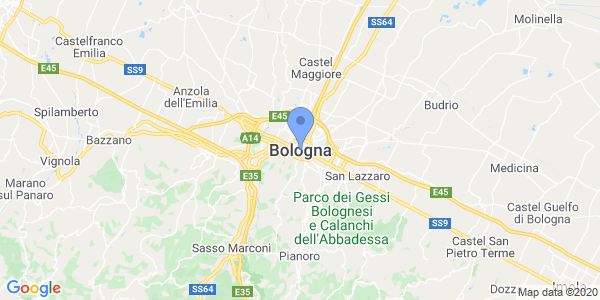 Molinella
SS64
Castelfranco
Emilia
Castel
Maggiore
E45
SS9
Anzola
dell'Emilia
Budrio
Spilamberto
E45
A14
Bazzano
Bologna
Vignola
Medicina
E35
San Lazzaro
Marano
sul Panaro
E45
Parco dei Gessi
Bolognesi
e Calanchi
dell'Abbadessa
Castel Guelfo
di Bologna
SS9
Sasso Marconi
Pianoro
Castel San
Pietro Terme
SS64
E35
Dozz
Imola
Google
Map data ©2020